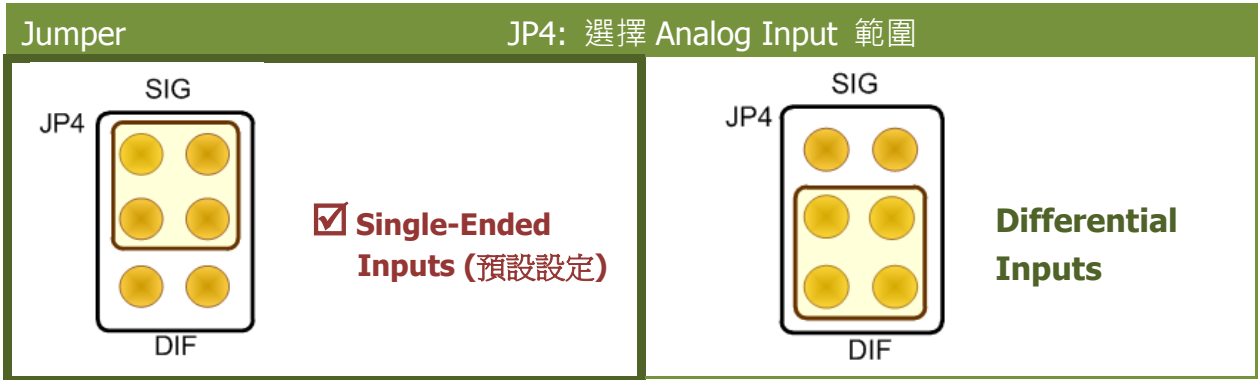 Jumper
JP4: 選擇 Analog Input 範圍
SIG
JP4
☑ Single-Ended
Inputs (預設設定)
DIF
SIG
JP4
Differential
Inputs
DIF